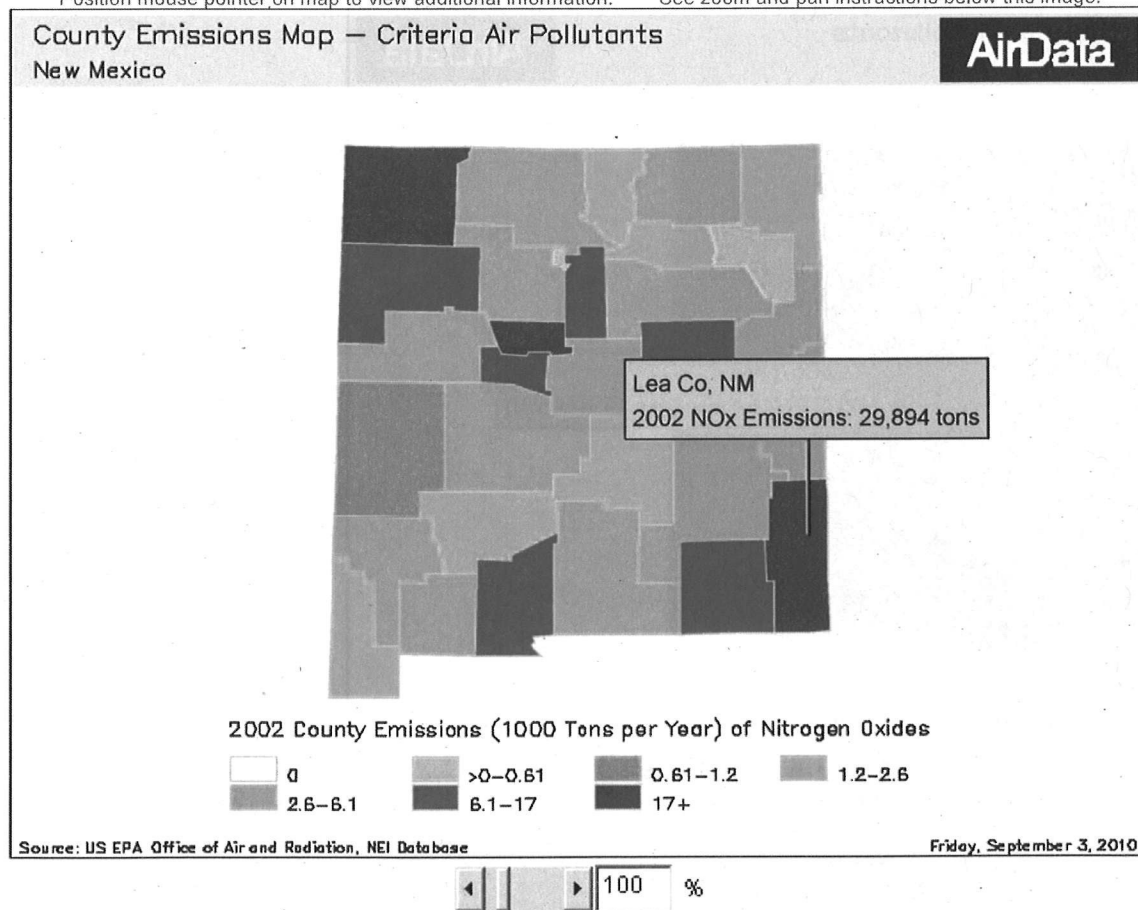 Position mouse pointer on map to view additional information. See zoom and pan instructions below this image.
County Emissions Map – Criteria Air Pollutants
New Mexico
AirData
Lea Co, NM
2002 NOx Emissions: 29,894 tons
2002 County Emissions (1000 Tons per Year) of Nitrogen Oxides
0 >0–0.61 0.61–1.2 1.2–2.6
2.6–6.1 6.1–17 17+
Source: US EPA Office of Air and Radiation, NEI Database Friday, September 3, 2010
100 %